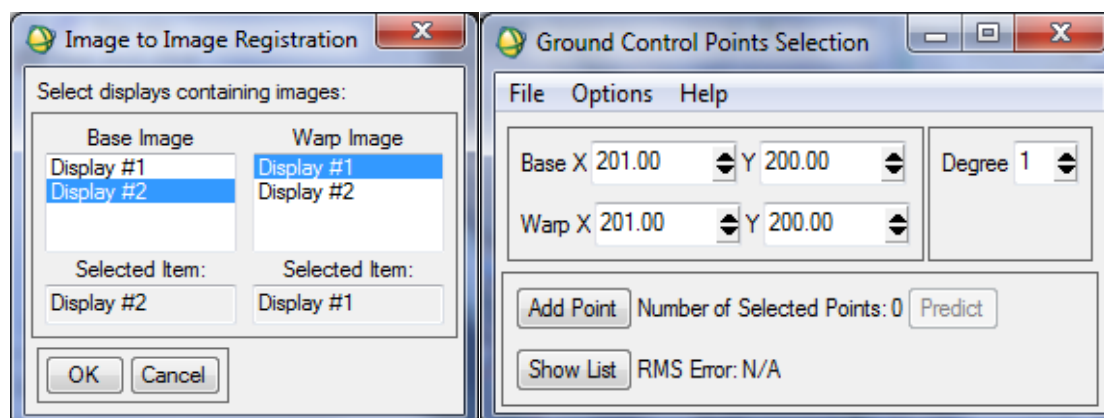 Image to Image Registration
Select displays containing images:
Base Image
Display #1
Display #2
Selected Item:
Display #2
Warp Image
Display #1
Display #2
Selected Item:
Display #1
OK Cancel
Ground Control Points Selection
File Options Help
Base X 201.00 Y 200.00
Warp X 201.00 Y 200.00
Degree 1
Add Point Number of Selected Points: 0 Predict
Show List RMS Error: N/A